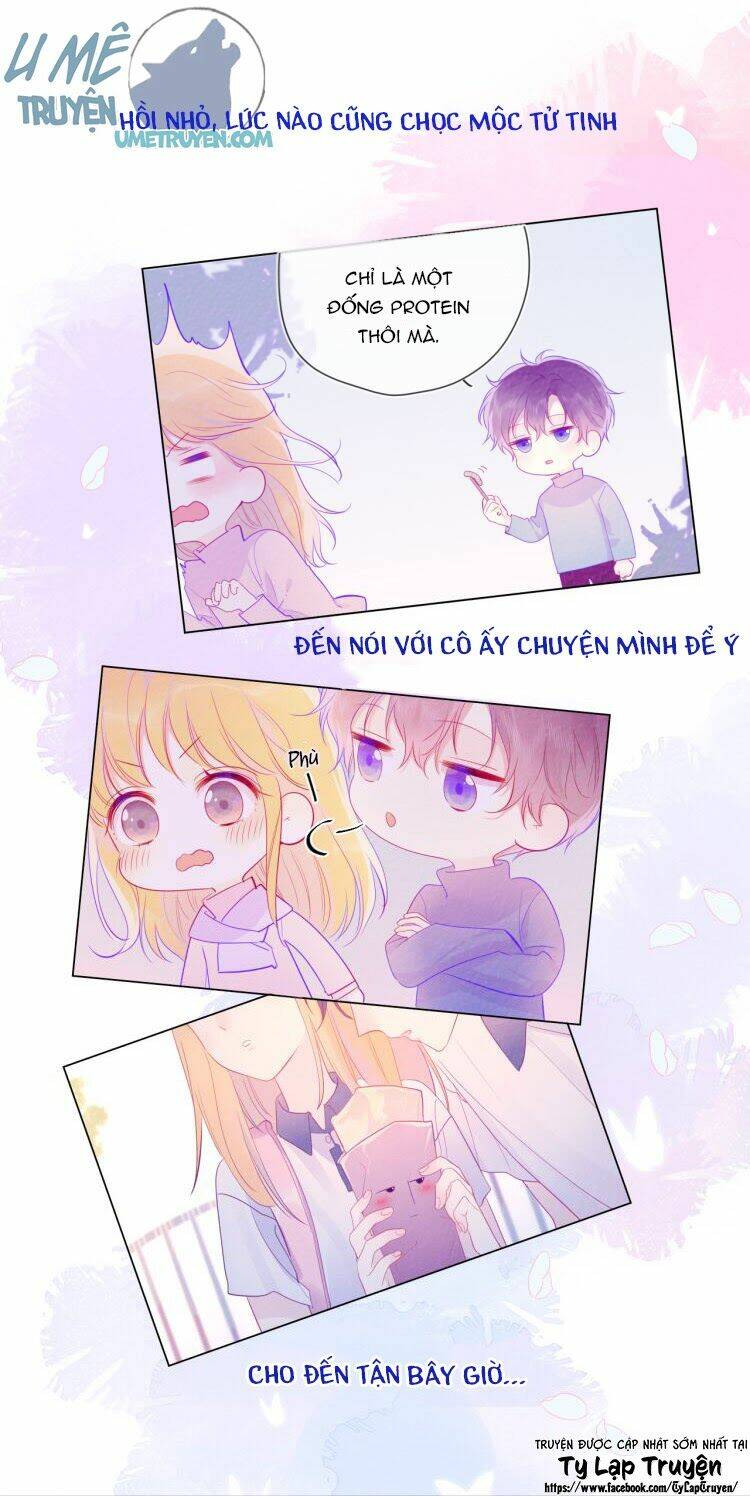 U MÊ
TRUYỆN
HỒI NHỎ, LÚC NÀO CŨNG CHỌC MỘC TỬ TINH
UMETRUYEN.COM
CHỈ LÀ MỘT
ĐỐNG PROTEIN
THÔI MÀ.
ĐẾN NÓI VỚI CÔ ẤY CHUYỆN MÌNH ĐỂ Ý
Phù
CHO ĐẾN TẬN BÂY GIỜ...
TRUYỆN ĐƯỢC CẬP NHẬT SỚM NHẤT TẠI
Ty Lạp Truyện
https://www.facebook.com/TyLapTruyen/